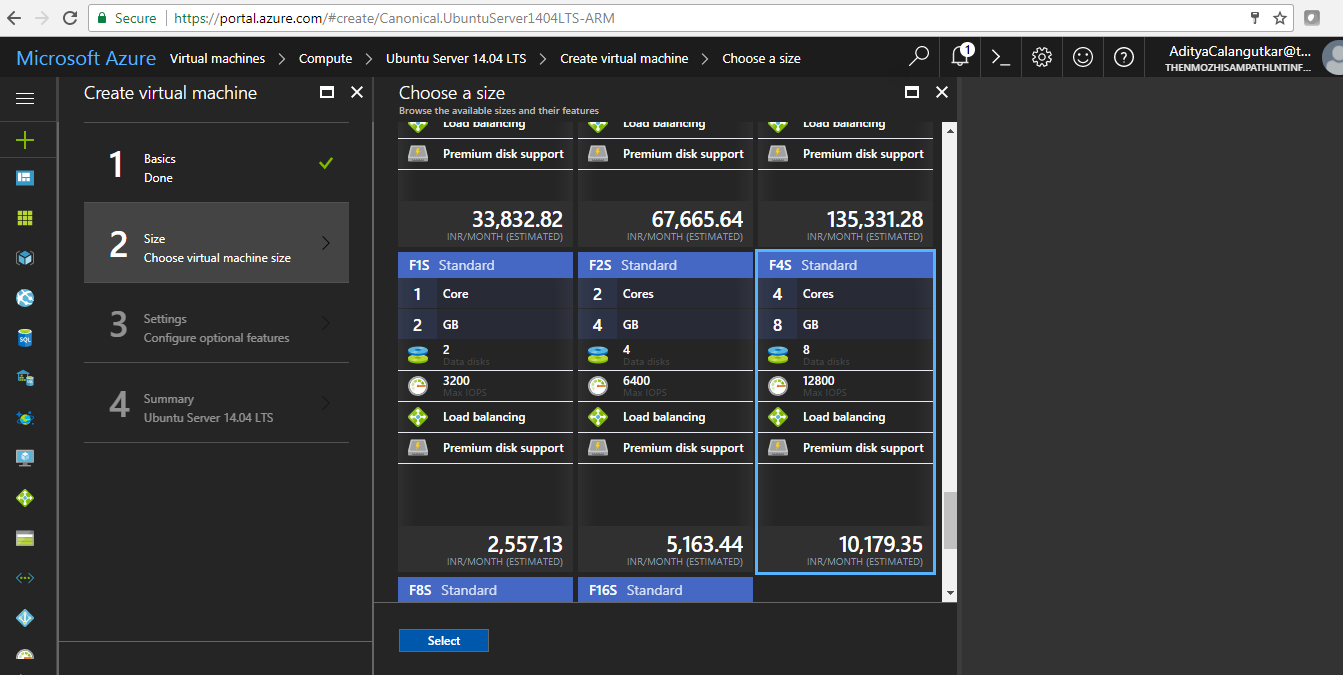 Secure https://portal.azure.com/#create/Canonical.UbuntuServer1404LTS-ARM
Microsoft Azure Virtual machines > Compute > Ubuntu Server 14.04 LTS > Create virtual machine > Choose a size
1
AdityaCalangutkar@t...
THENMOZHISAMPATHLNTINF...
Create virtual machine
1
Basics
Done
2
Size
Choose virtual machine size
3
Settings
Configure optional features
4
Summary
Ubuntu Server 14.04 LTS
Choose a size
Browse the available sizes and their features
Load balancing Load balancing Load balancing
Premium disk support Premium disk support Premium disk support
33,832.82 67,665.64 135,331.28
INR/MONTH (ESTIMATED) INR/MONTH (ESTIMATED) INR/MONTH (ESTIMATED)
F1S Standard F2S Standard F4S Standard
1 Core 2 Cores 4 Cores
2 GB 4 GB 8 GB
2 4 8
Data disks Data disks Data disks
3200 6400 12800
Max IOPS Max IOPS Max IOPS
Load balancing Load balancing Load balancing
Premium disk support Premium disk support Premium disk support
2,557.13 5,163.44 10,179.35
INR/MONTH (ESTIMATED) INR/MONTH (ESTIMATED) INR/MONTH (ESTIMATED)
F8S Standard F16S Standard
Select
SQL